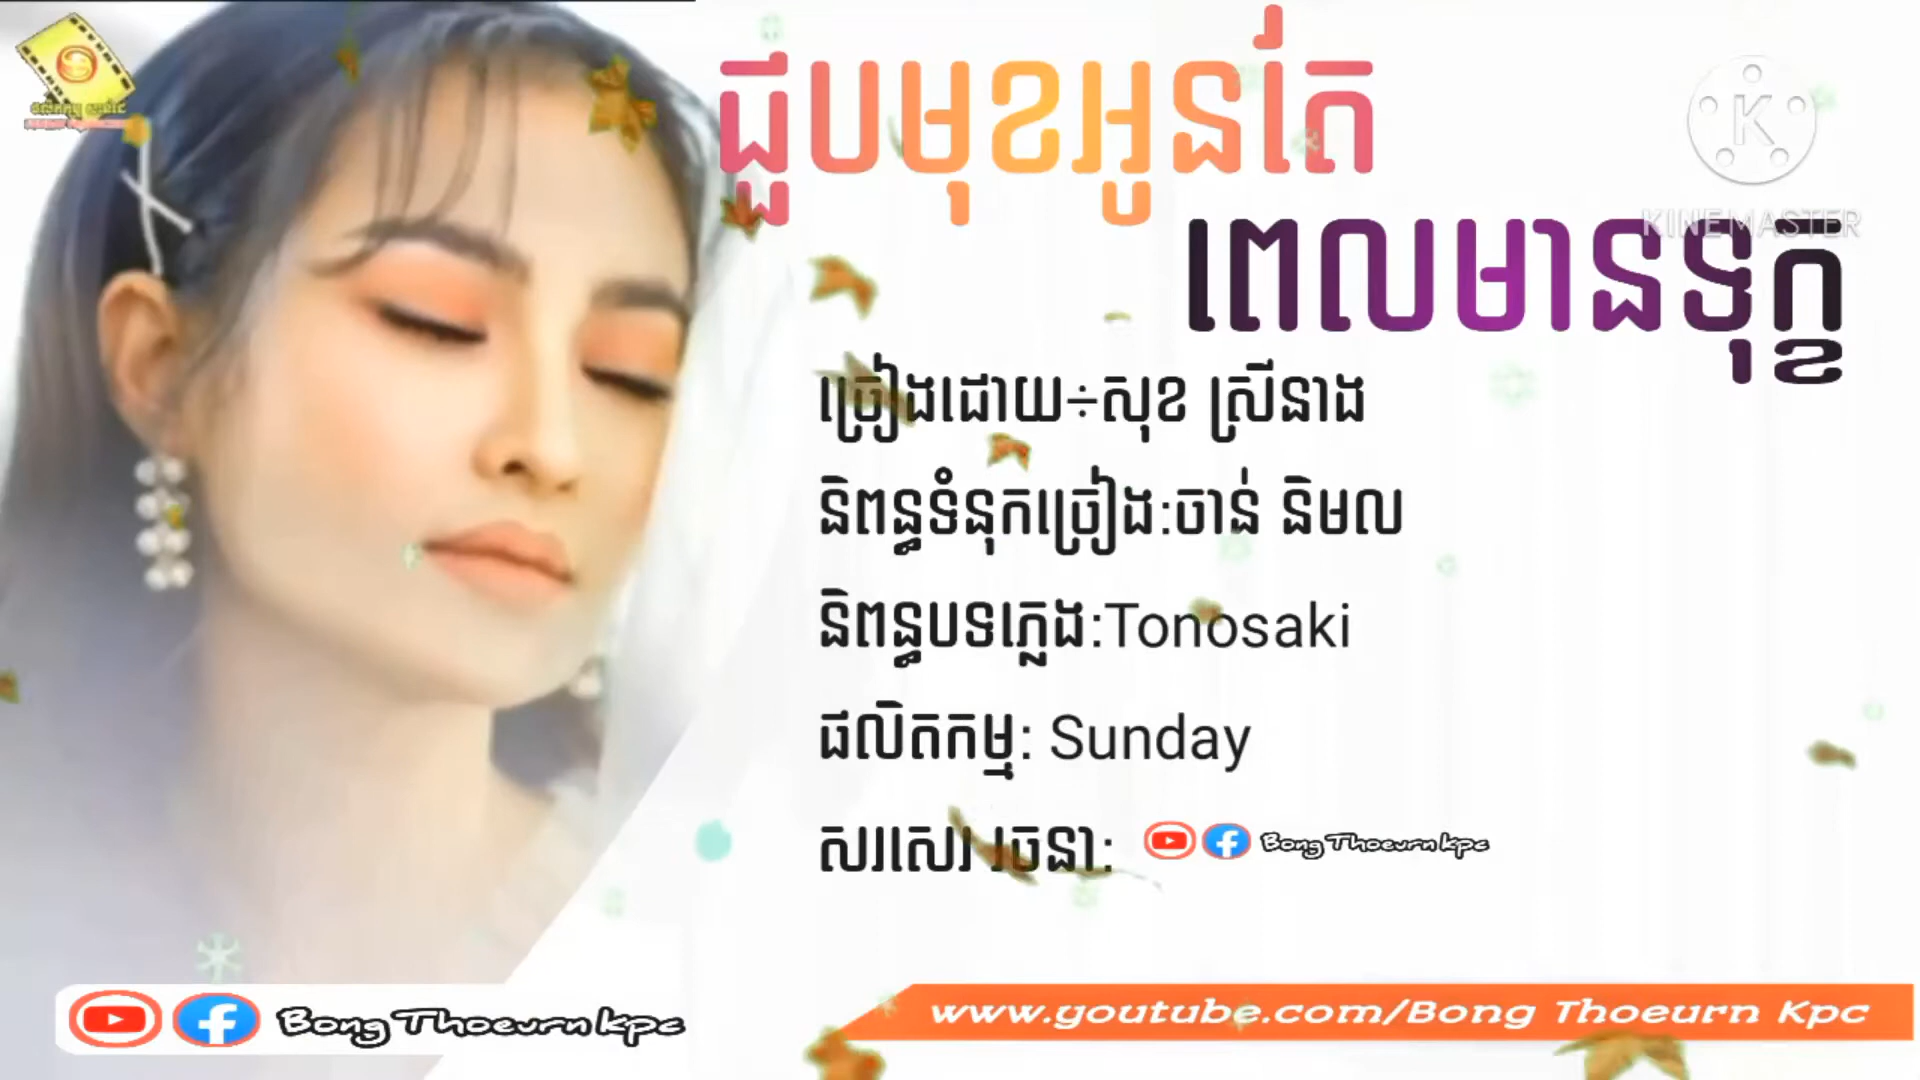 ជួបមុខអូនតែ
ពេលមានទុក្ខ
K
KINEMASTER
ច្រៀងដោយ÷សុខ ស្រីនាង
និពន្ធទំនុកច្រៀង:ចាន់ និមល
និពន្ធបទភ្លេង:Tonosaki
ផលិតកម្ម: Sunday
សរសេរ រចនា: Bong Thoeurn kpc
Bong Thoeurn kpc
www.youtube.com/Bong Thoeurn Kpc